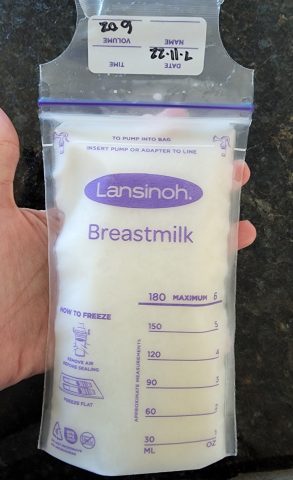 DATE 7-11-22 TIME
NAME VOLUME 6 oz
TO PUMP INTO BAG
INSERT PUMP OR ADAPTER TO LINE
Lansinoh®
Breastmilk
180 MAXIMUM 6
150 5
120 4
90 3
60 2
30 1
ML OZ
APPROXIMATE MEASUREMENTS
HOW TO FREEZE
REMOVE AIR
BEFORE SEALING
FREEZE FLAT